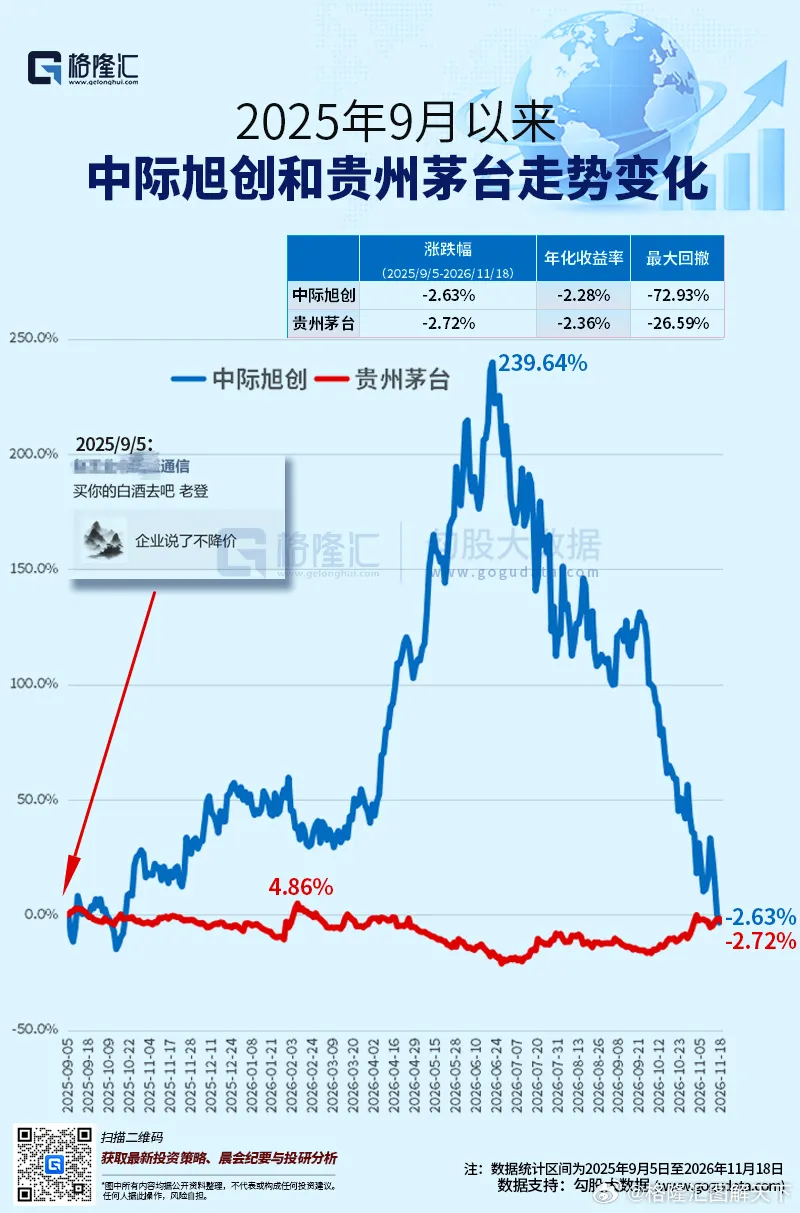 格隆汇
www.gelonghui.com
2025年9月以来
中际旭创和贵州茅台走势变化
涨跌幅 年化收益率 最大回撤
(2025/9/5-2026/11/18)
中际旭创 -2.63% -2.28% -72.93%
贵州茅台 -2.72% -2.36% -26.59%
250.0%
中际旭创 贵州茅台
239.64%
2025/9/5：
通信
买你的白酒去吧 老登
企业说了不降价
200.0%
格隆汇 勾股大数据
www.gelonghui.com www.gogudata.com
150.0%
100.0%
50.0%
4.86%
0.0%
-2.63%
-2.72%
-50.0%
2025-09-05
2025-09-18
2025-10-09
2025-10-22
2025-11-04
2025-11-17
2025-11-28
2025-12-11
2025-12-24
2026-01-08
2026-01-21
2026-02-03
2026-02-24
2026-03-09
2026-03-20
2026-04-02
2026-04-16
2026-04-29
2026-05-15
2026-05-28
2026-06-10
2026-06-24
2026-07-07
2026-07-20
2026-07-31
2026-08-13
2026-08-26
2026-09-08
2026-09-21
2026-10-12
2026-10-23
2026-11-05
2026-11-18
扫描二维码
获取最新投资策略、晨会纪要与投研分析
*图中所有内容均据公开资料整理，不代表或构成任何投资建议。
任何人据此操作，风险自担。
注：数据统计区间为2025年9月5日至2026年11月18日
数据支持：勾股大数据 (www.gogudata.com)
@格隆汇图解天下